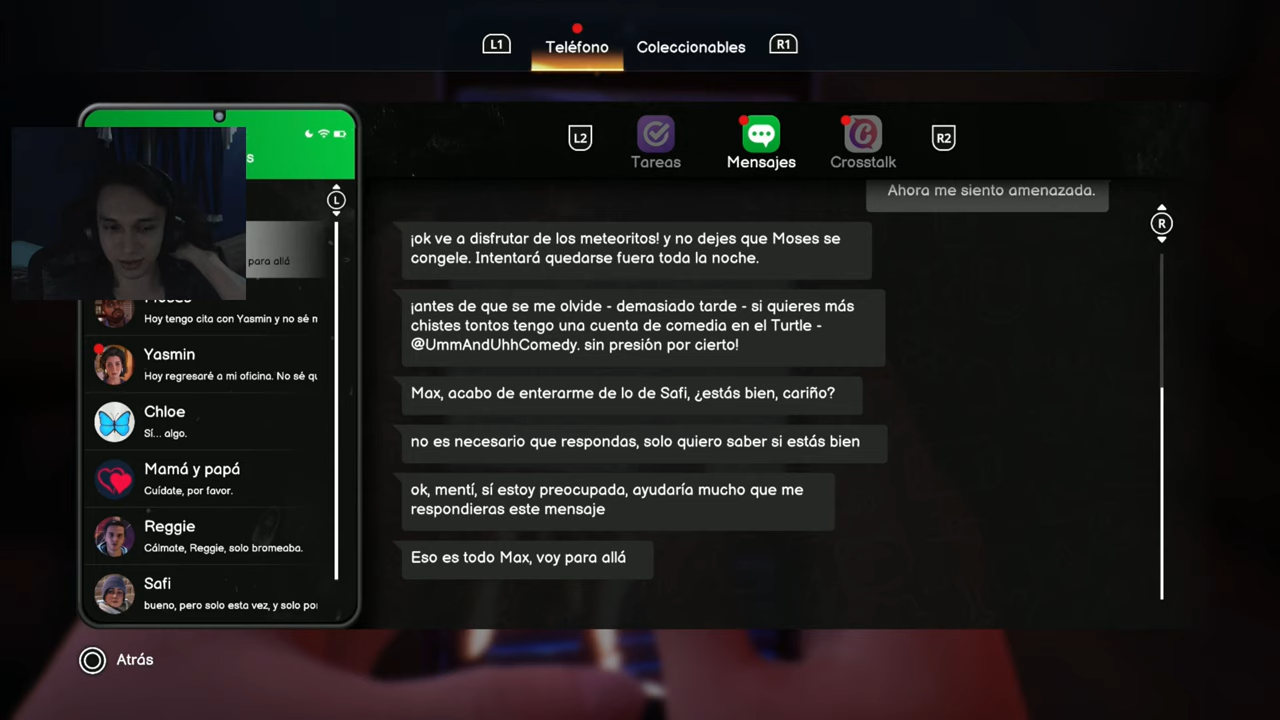 L1
Teléfono
Coleccionables
R1
L2
Tareas
Mensajes
Crosstalk
R2
s
L
para allá
Moses
Hoy tengo cita con Yasmin y no sé
Yasmin
Hoy regresaré a mi oficina. No sé
Chloe
Sí... algo.
Mamá y papá
Cuídate, por favor.
Reggie
Cálmate, Reggie, solo bromeaba.
Safi
bueno, pero solo esta vez, y solo
Ahora me siento amenazada.
R
¡ok ve a disfrutar de los meteoritos! y no dejes que Moses se
congele. Intentará quedarse fuera toda la noche.
¡antes de que se me olvide - demasiado tarde - si quieres más
chistes tontos tengo una cuenta de comedia en el Turtle -
@UmmAndUhhComedy. sin presión por cierto!
Max, acabo de enterarme de lo de Safi, ¿estás bien, cariño?
no es necesario que respondas, solo quiero saber si estás bien
ok, mentí, sí estoy preocupada, ayudaría mucho que me
respondieras este mensaje
Eso es todo Max, voy para allá
Atrás